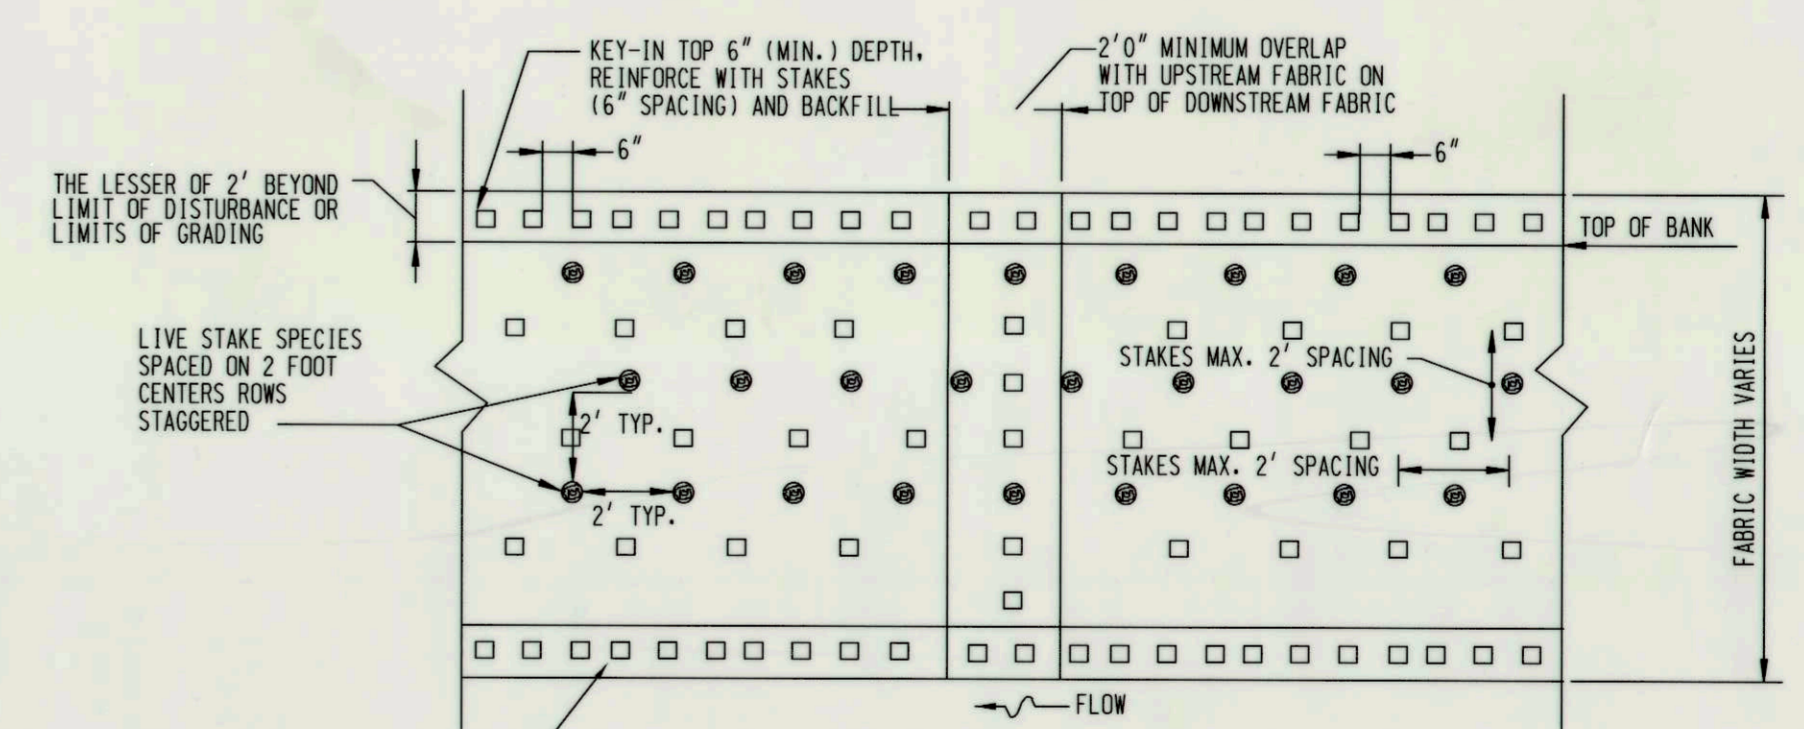 KEY-IN TOP 6" (MIN.) DEPTH,
REINFORCE WITH STAKES
(6" SPACING) AND BACKFILL
2'0" MINIMUM OVERLAP
WITH UPSTREAM FABRIC ON
TOP OF DOWNSTREAM FABRIC
6"
6"
THE LESSER OF 2' BEYOND
LIMIT OF DISTURBANCE OR
LIMITS OF GRADING
TOP OF BANK
LIVE STAKE SPECIES
SPACED ON 2 FOOT
CENTERS ROWS
STAGGERED
STAKES MAX. 2' SPACING
2' TYP.
STAKES MAX. 2' SPACING
2' TYP.
FABRIC WIDTH VARIES
FLOW